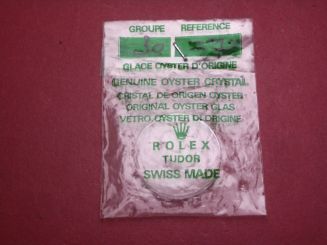 GROUPE REFERENCE
GLACE OYSTER D'ORIGINE
GENUINE OYSTER CRYSTAL
CRISTAL DE ORIGEN OYSTER
ORIGINAL OYSTER GLAS
VETRO OYSTER DI ORIGINE
ROLEX
TUDOR
SWISS MADE